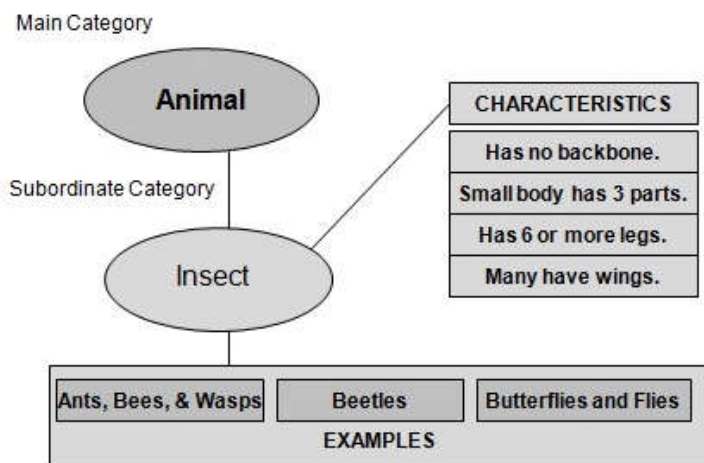 Main Category
Animal
CHARACTERISTICS
Has no backbone.
Small body has 3 parts.
Has 6 or more legs.
Many have wings.
Subordinate Category
Insect
Ants, Bees, & Wasps
Beetles
Butterflies and Flies
EXAMPLES